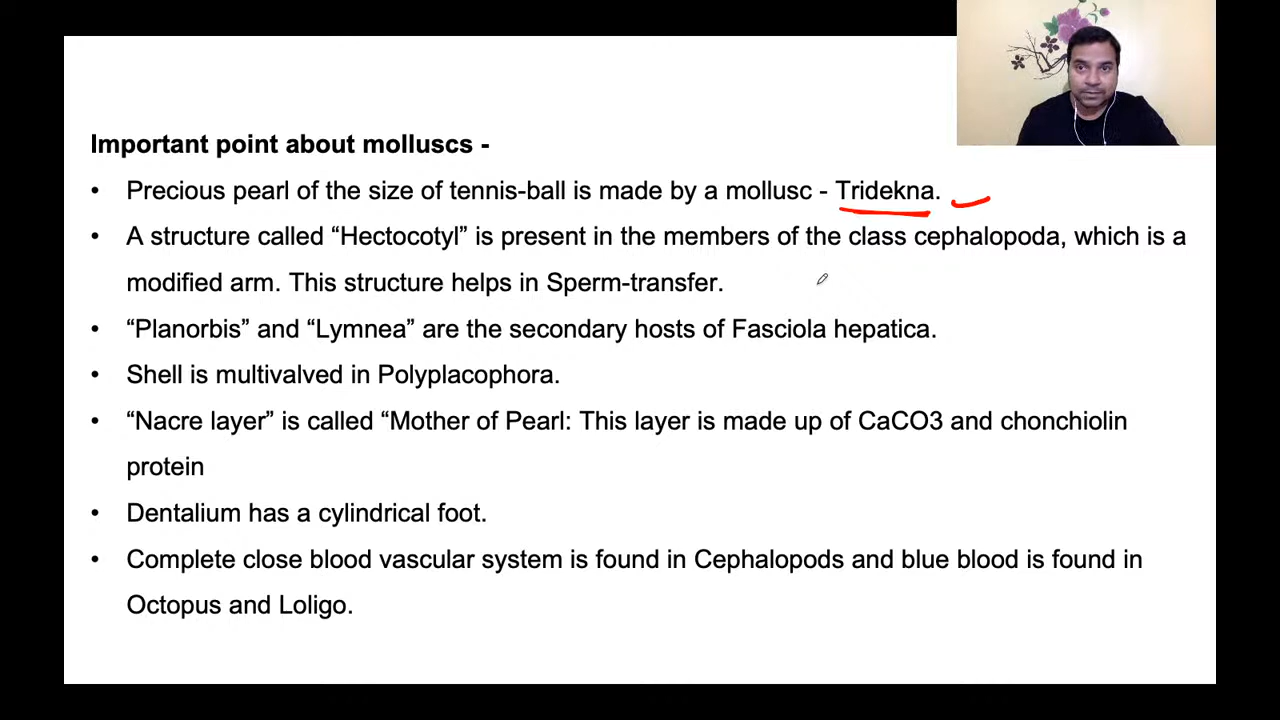 Important point about molluscs -
• Precious pearl of the size of tennis-ball is made by a mollusc - Tridekna.
• A structure called “Hectocotyl” is present in the members of the class cephalopoda, which is a
modified arm. This structure helps in Sperm-transfer.
• “Planorbis” and “Lymnea” are the secondary hosts of Fasciola hepatica.
• Shell is multivalved in Polyplacophora.
• “Nacre layer” is called “Mother of Pearl: This layer is made up of CaCO3 and chonchiolin
protein
• Dentalium has a cylindrical foot.
• Complete close blood vascular system is found in Cephalopods and blue blood is found in
Octopus and Loligo.